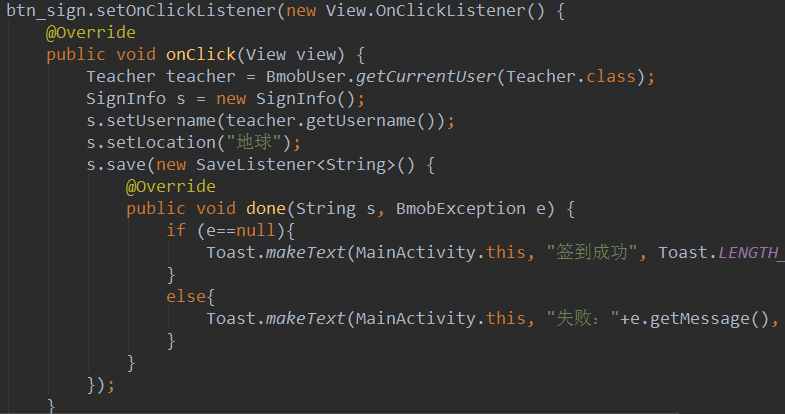 btn_sign.setOnClickListener(new View.OnClickListener() {
@Override
public void onClick(View view) {
Teacher teacher = BmobUser.getCurrentUser(Teacher.class);
SignInfo s = new SignInfo();
s.setUsername(teacher.getUsername());
s.setLocation("地球");
s.save(new SaveListener<String>() {
@Override
public void done(String s, BmobException e) {
if (e==null){
Toast.makeText(MainActivity.this, "签到成功", Toast.LENGTH_
}
else{
Toast.makeText(MainActivity.this, "失败："+e.getMessage(),
}
}
});
}